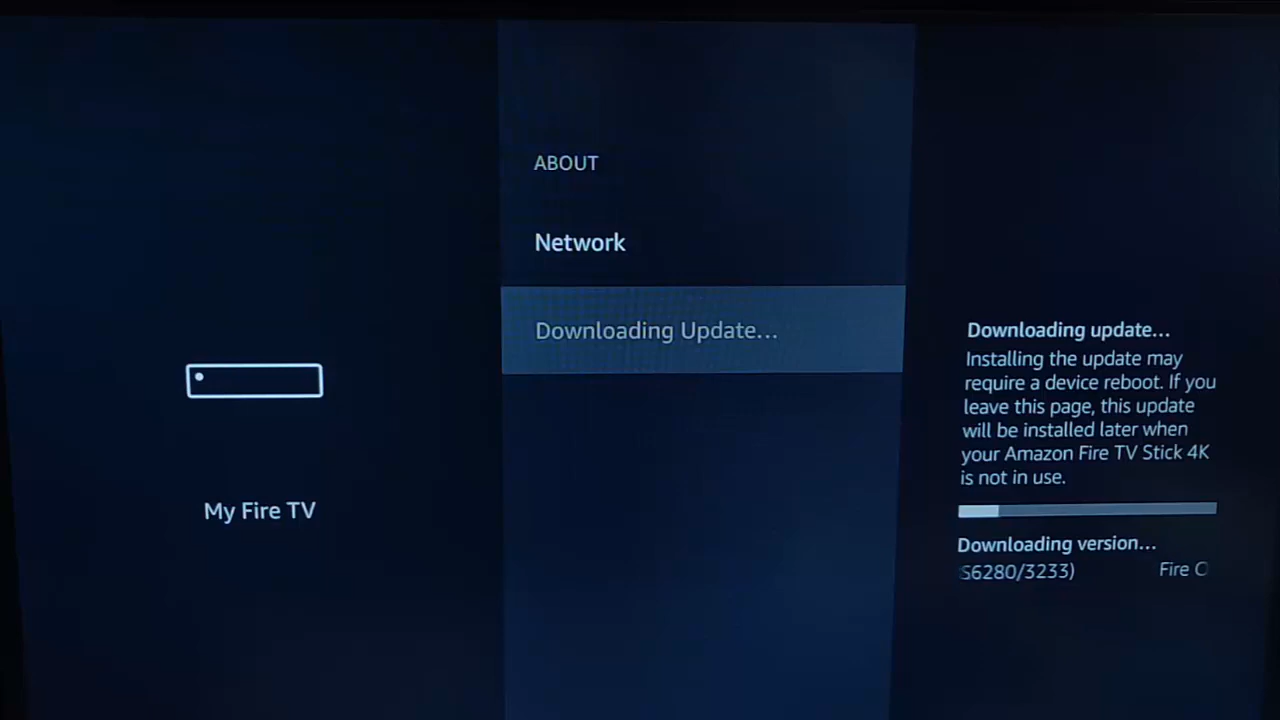 ABOUT
Network
Downloading Update...
My Fire TV
Downloading update...
Installing the update may
require a device reboot. If you
leave this page, this update
will be installed later when
your Amazon Fire TV Stick 4K
is not in use.
Downloading version...
S6280/3233) Fire O